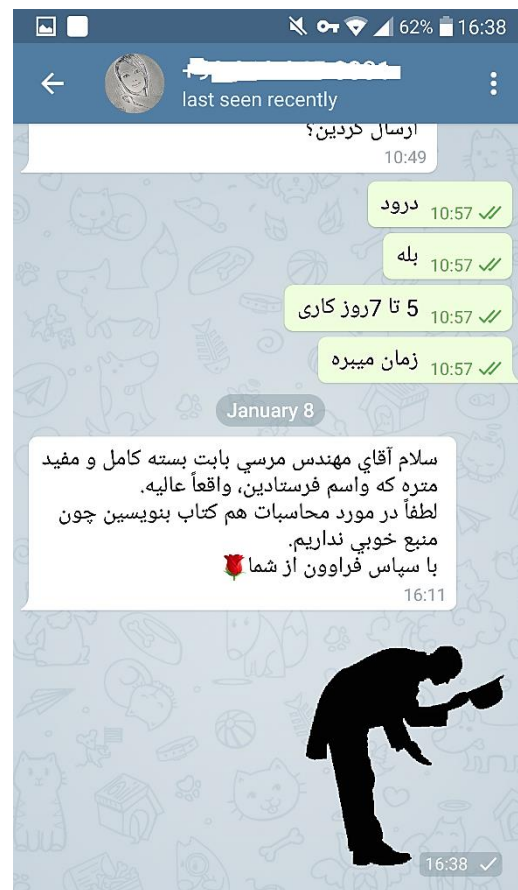 62% 16:38
last seen recently
ارسال کردین؟
10:49
درود 10:57
بله 10:57
5 تا 7روز کاری 10:57
زمان میبره 10:57
January 8
سلام آقاي مهندس مرسي بابت بسته کامل و مفيد
متره که واسم فرستادين، واقعاً عاليه.
لطفاً در مورد محاسبات هم کتاب بنويسين چون
منبع خوبي نداريم.
با سپاس فراوون از شما🌹
16:11
16:38